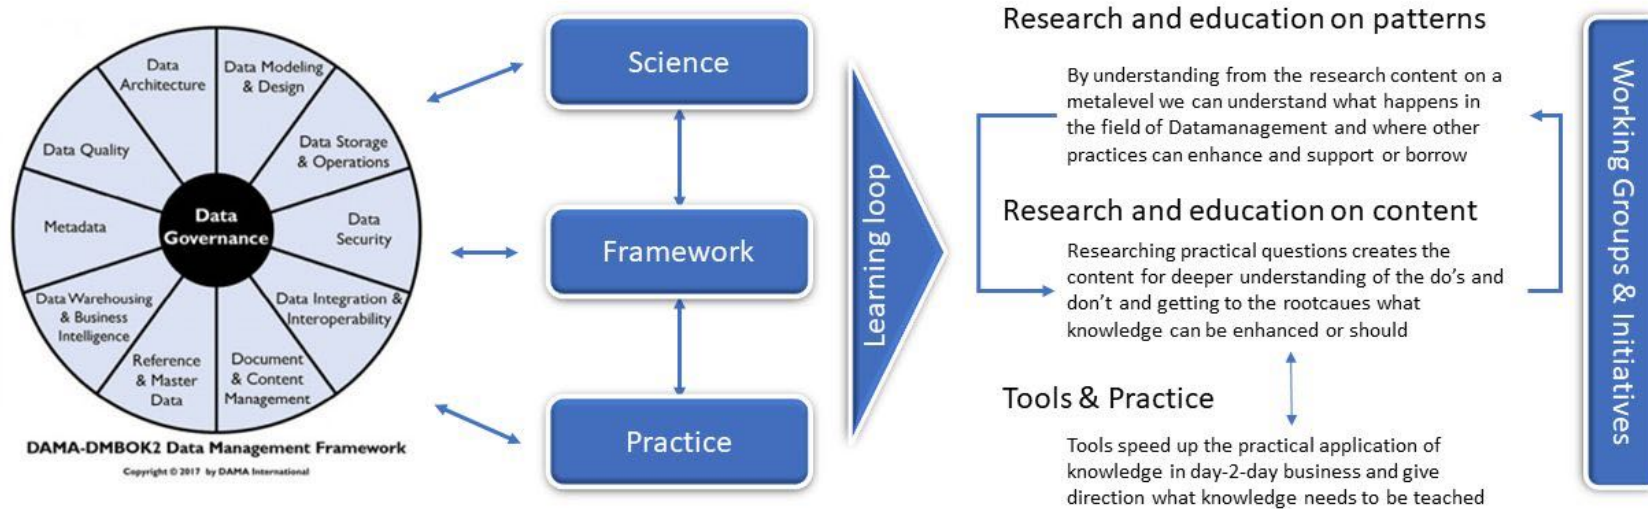 Data
Architecture
Data Modeling
& Design
Data Storage
& Operations
Data
Security
Data Integration &
Interoperability
Document
& Content
Management
Reference
& Master
Data
Data Warehousing
& Business
Intelligence
Metadata
Data Quality
Data
Governance
DAMA-DMBOK2 Data Management Framework
Copyright © 2017 by DAMA International
Science
Framework
Practice
Learning loop
Research and education on patterns
By understanding from the research content on a
metalevel we can understand what happens in
the field of Datamanagement and where other
practices can enhance and support or borrow
Research and education on content
Researching practical questions creates the
content for deeper understanding of the do's and
don't and getting to the rootcaues what
knowledge can be enhanced or should
Tools & Practice
Tools speed up the practical application of
knowledge in day-2-day business and give
direction what knowledge needs to be teached
Working Groups & Initiatives